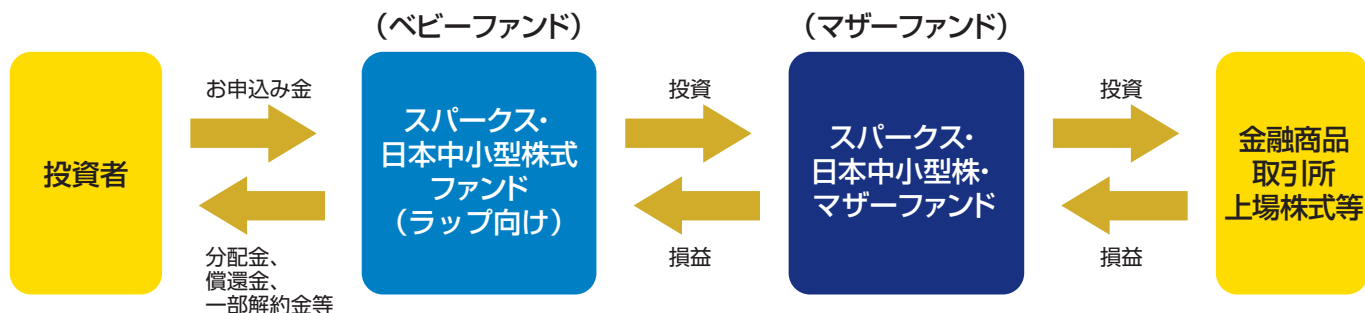 (ベビーファンド)
(マザーファンド)
投資者
お申込み金
分配金、
償還金、
一部解約金等
スパークス・
日本中小型株式
ファンド
(ラップ向け)
投資
損益
スパークス・
日本中小型株・
マザーファンド
投資
損益
金融商品
取引所
上場株式等